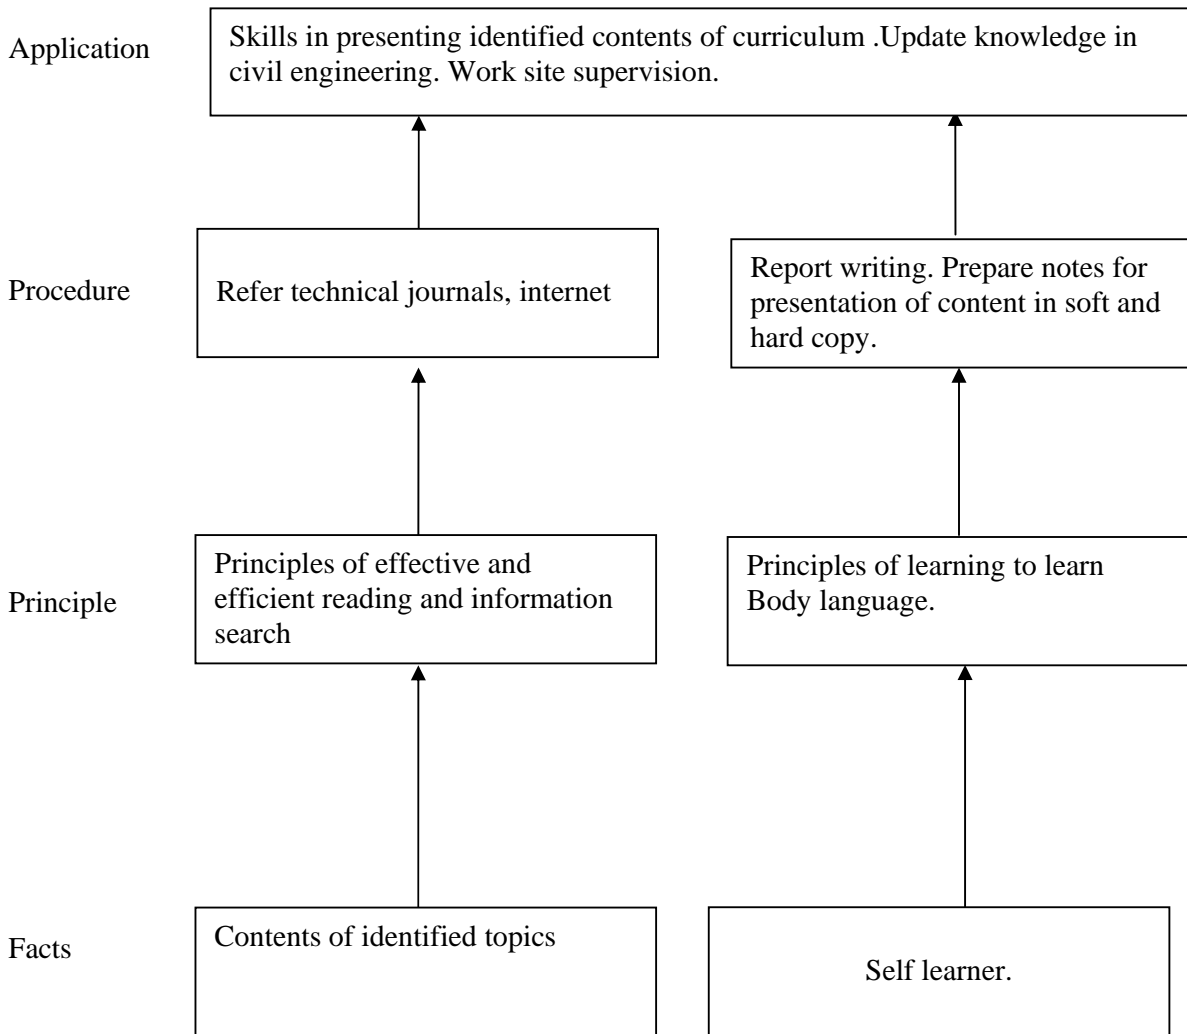 Application
Skills in presenting identified contents of curriculum .Update knowledge in
civil engineering. Work site supervision.
Procedure
Refer technical journals, internet
Report writing. Prepare notes for
presentation of content in soft and
hard copy.
Principle
Principles of effective and
efficient reading and information
search
Principles of learning to learn
Body language.
Facts
Contents of identified topics
Self learner.